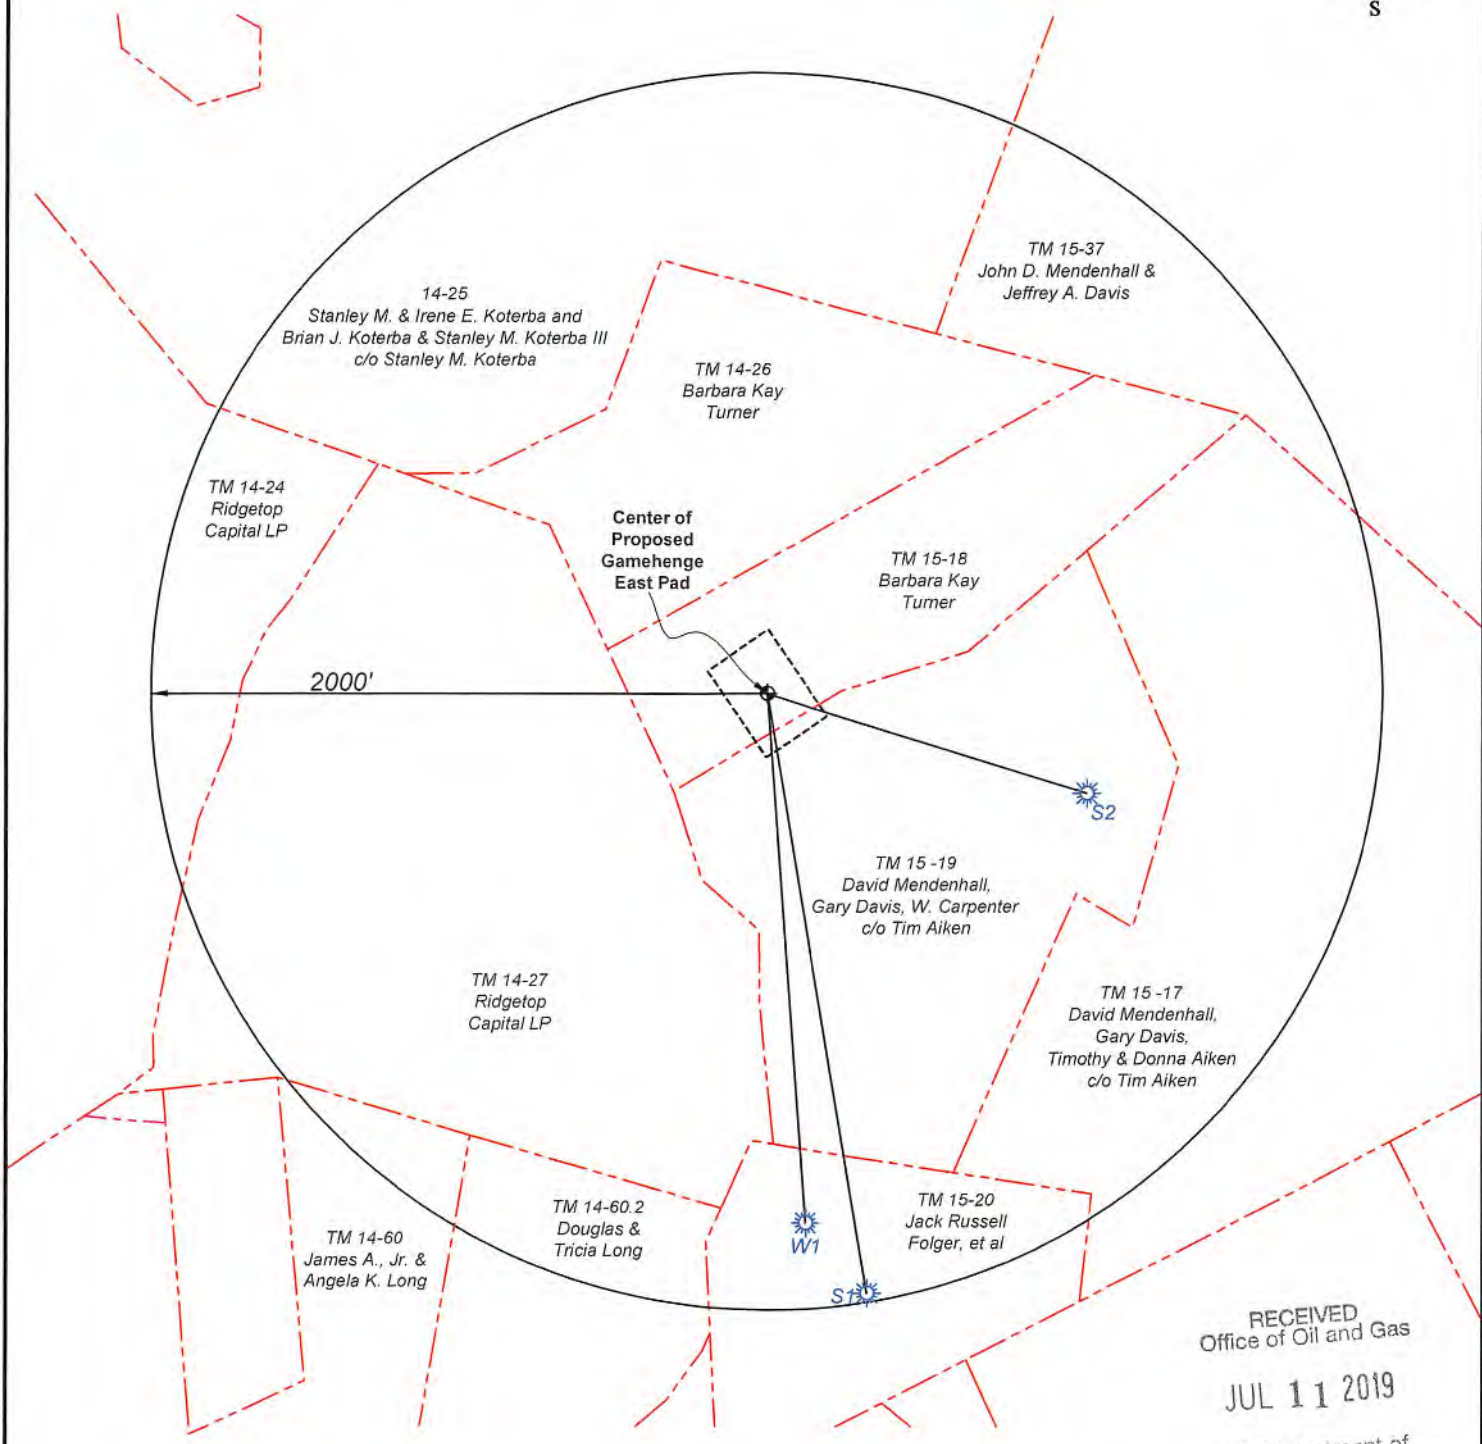 S
TM 15-37
John D. Mendenhall &
Jeffrey A. Davis
14-25
Stanley M. & Irene E. Koterba and
Brian J. Koterba & Stanley M. Koterba III
c/o Stanley M. Koterba
TM 14-26
Barbara Kay
Turner
TM 14-24
Ridgetop
Capital LP
Center of
Proposed
Gamehenge
East Pad
TM 15-18
Barbara Kay
Turner
2000'
S2
TM 15 -19
David Mendenhall,
Gary Davis, W. Carpenter
c/o Tim Aiken
TM 14-27
Ridgetop
Capital LP
TM 15 -17
David Mendenhall,
Gary Davis,
Timothy & Donna Aiken
c/o Tim Aiken
TM 14-60.2
Douglas &
Tricia Long
TM 15-20
Jack Russell
Folger, et al
TM 14-60
James A., Jr. &
Angela K. Long
W1
S1
RECEIVED
Office of Oil and Gas
JUL 11 2019
of